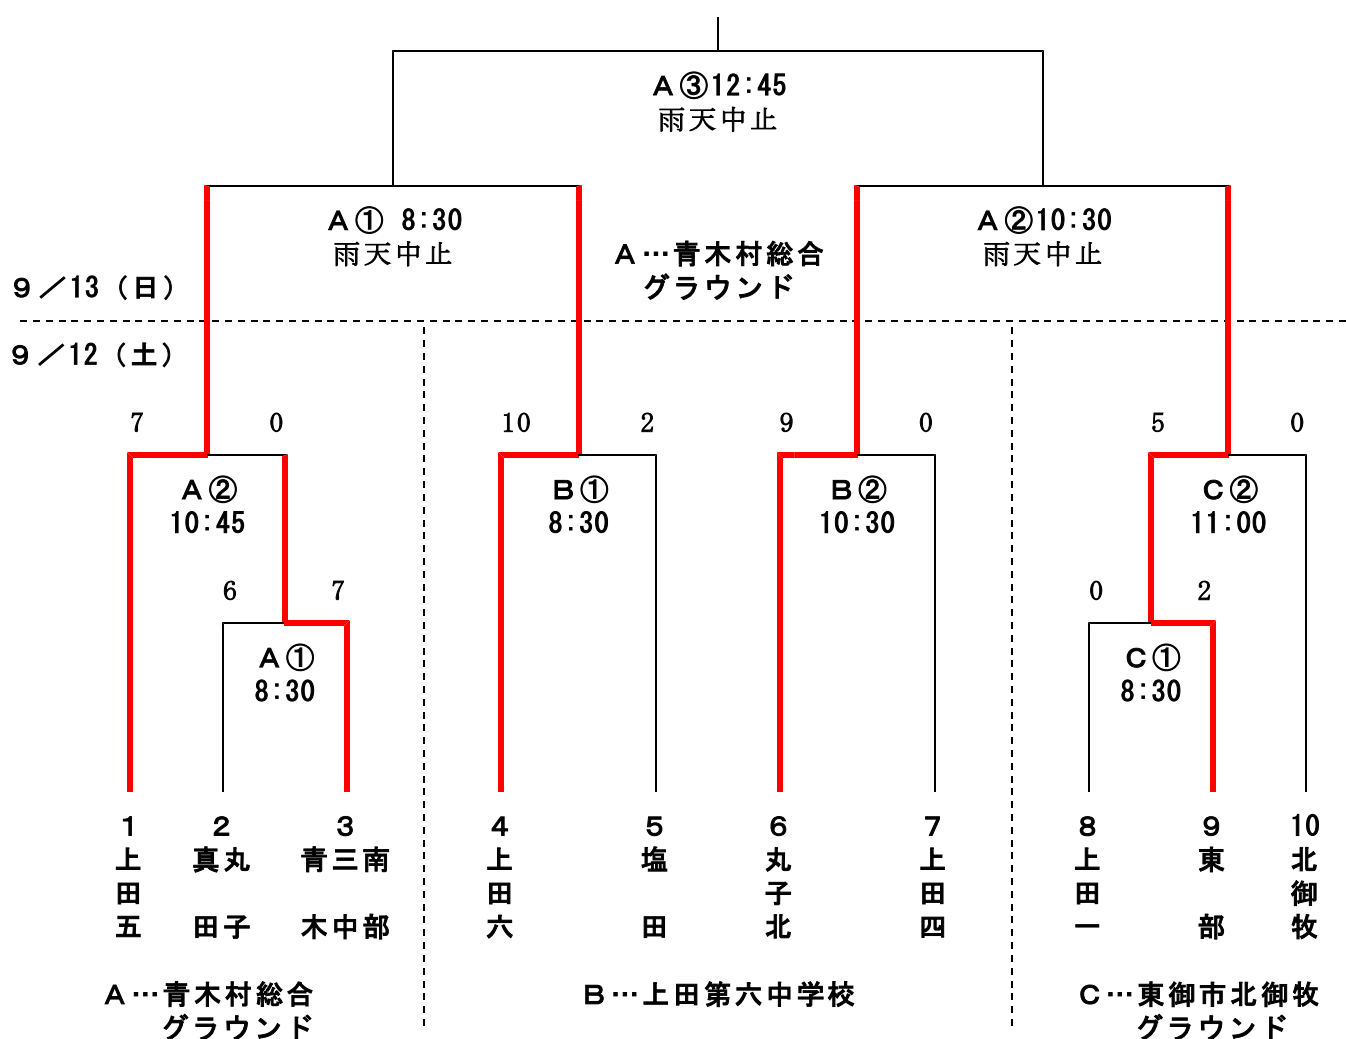 A③12:45
雨天中止
A① 8:30
雨天中止
A②10:30
雨天中止
A…青木村総合
グラウンド
9／13（日）
9／12（土）
7 0 10 2 9 0 5 0
A②
10:45
B①
8:30
B②
10:30
C②
11:00
6 7 0 2
A①
8:30
C①
8:30
1 2 3 4 5 6 7 8 9 10
上田五
真田
丸子
青木
三中
南部
上田六
塩田
丸子北
上田四
上田一
東部
北御牧
A…青木村総合
グラウンド
B…上田第六中学校
C…東御市北御牧
グラウンド